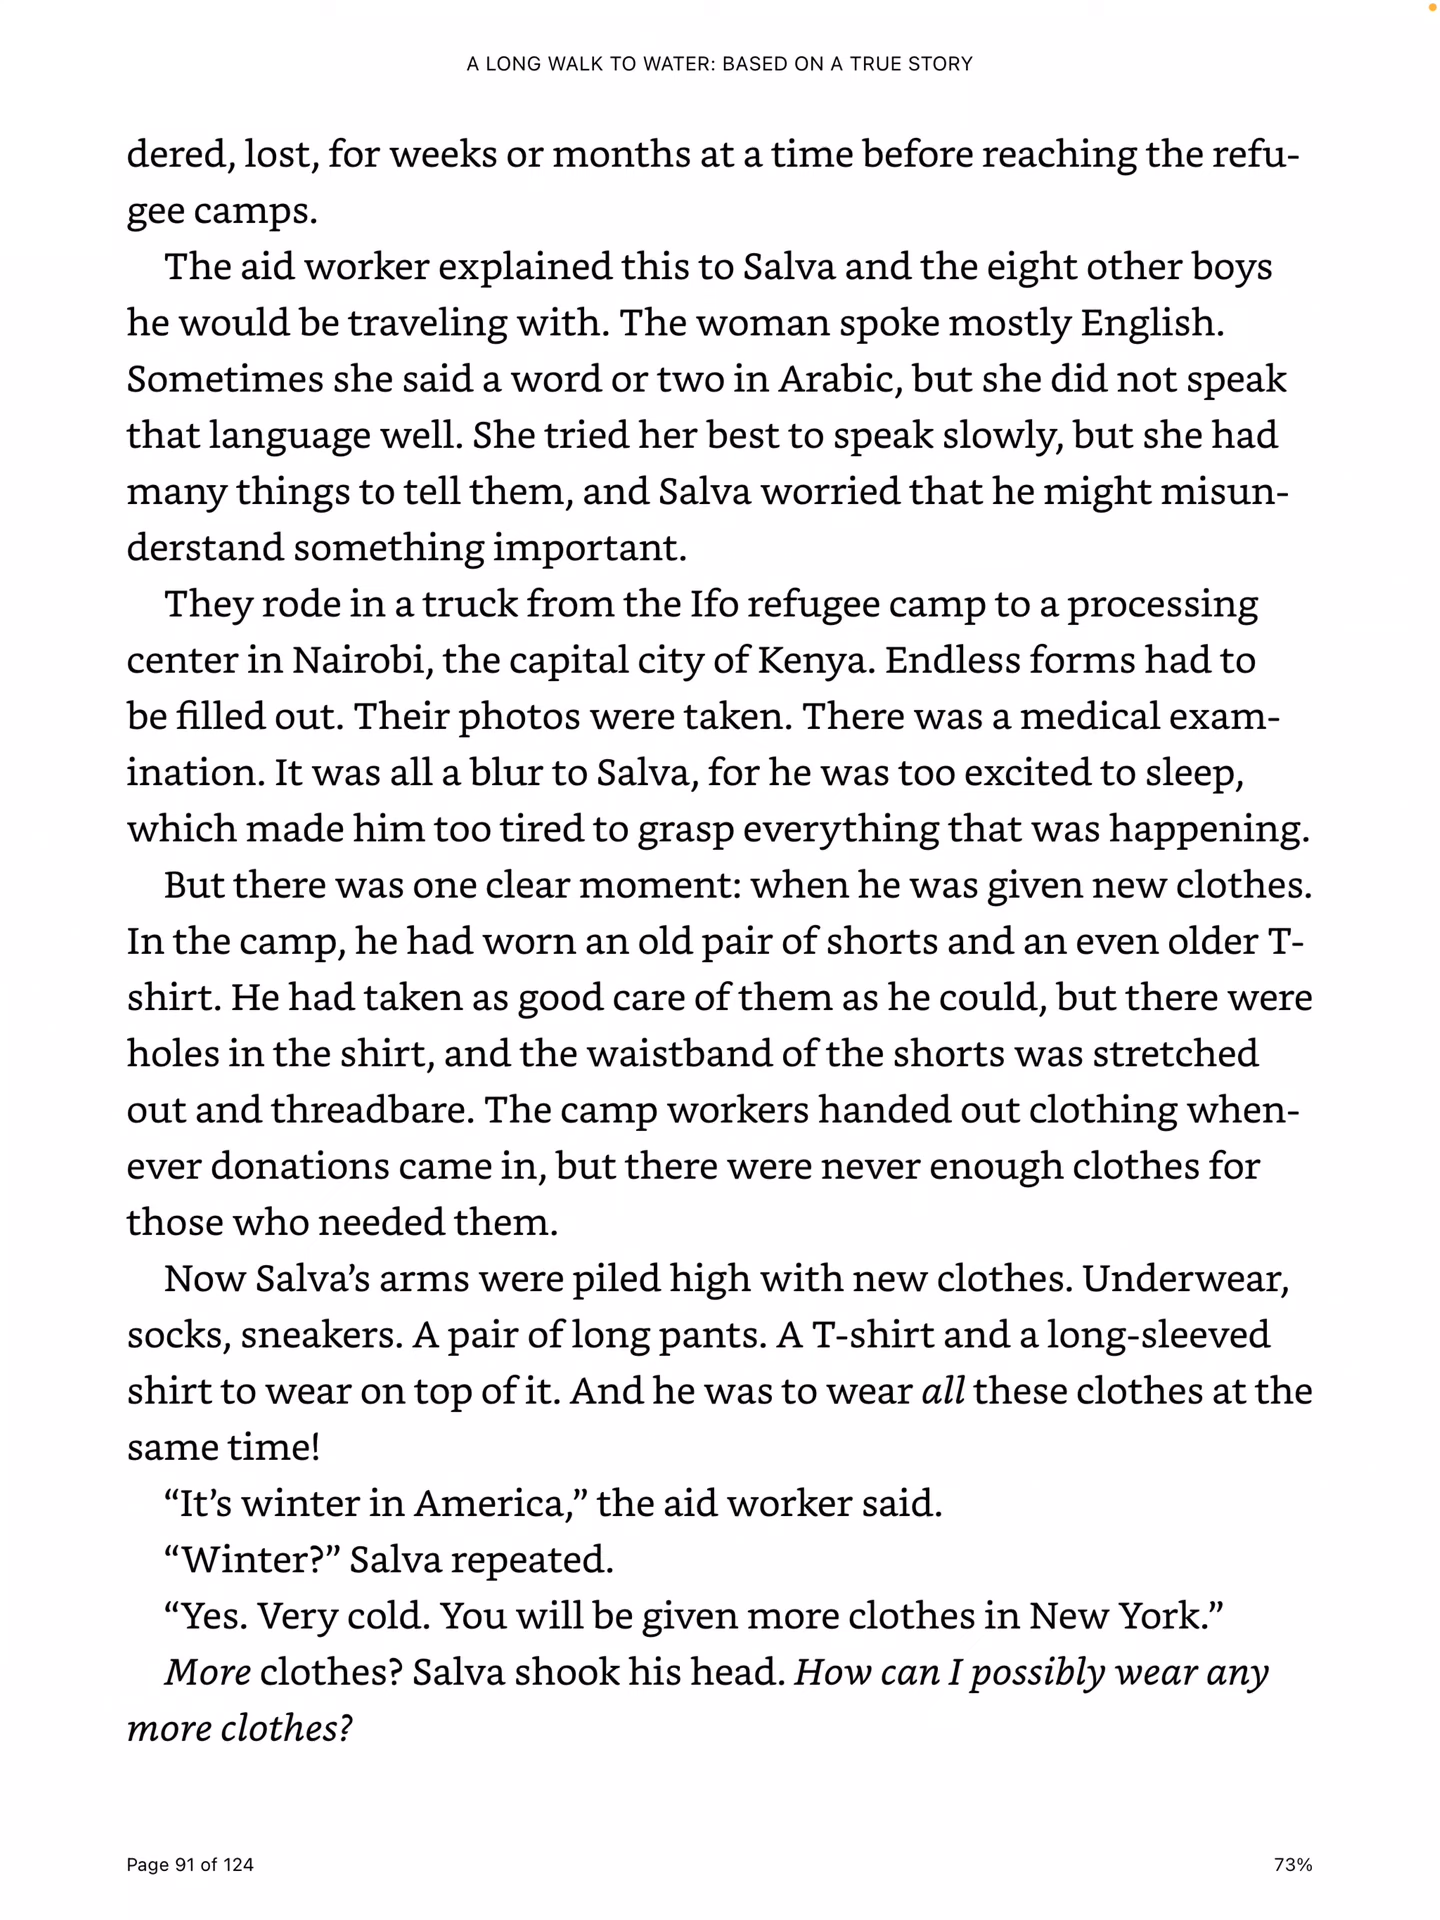 A LONG WALK TO WATER: BASED ON A TRUE STORY
dered, lost, for weeks or months at a time before reaching the refu-
gee camps.
The aid worker explained this to Salva and the eight other boys
he would be traveling with. The woman spoke mostly English.
Sometimes she said a word or two in Arabic, but she did not speak
that language well. She tried her best to speak slowly, but she had
many things to tell them, and Salva worried that he might misun-
derstand something important.
They rode in a truck from the Ifo refugee camp to a processing
center in Nairobi, the capital city of Kenya. Endless forms had to
be filled out. Their photos were taken. There was a medical exam-
ination. It was all a blur to Salva, for he was too excited to sleep,
which made him too tired to grasp everything that was happening.
But there was one clear moment: when he was given new clothes.
In the camp, he had worn an old pair of shorts and an even older T-
shirt. He had taken as good care of them as he could, but there were
holes in the shirt, and the waistband of the shorts was stretched
out and threadbare. The camp workers handed out clothing when-
ever donations came in, but there were never enough clothes for
those who needed them.
Now Salva’s arms were piled high with new clothes. Underwear,
socks, sneakers. A pair of long pants. A T-shirt and a long-sleeved
shirt to wear on top of it. And he was to wear all these clothes at the
same time!
“It’s winter in America,” the aid worker said.
“Winter?” Salva repeated.
“Yes. Very cold. You will be given more clothes in New York.”
More clothes? Salva shook his head. How can I possibly wear any
more clothes?
Page 91 of 124
73%